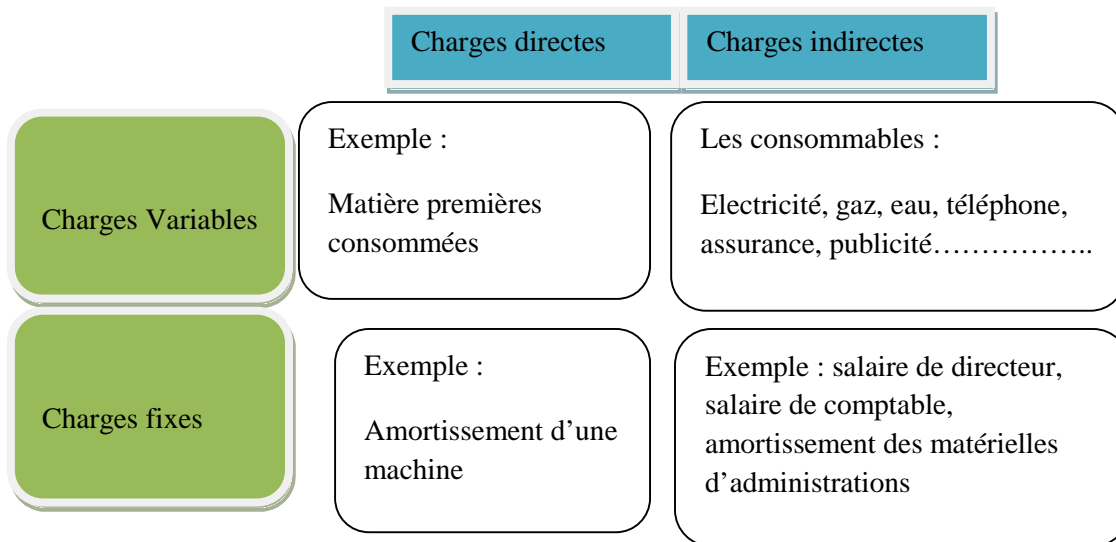 Charges directes
Charges indirectes
Charges Variables
Exemple :
Matière premières
consommées
Les consommables :
Electricité, gaz, eau, téléphone,
assurance, publicité……………..
Charges fixes
Exemple :
Amortissement d’une
machine
Exemple : salaire de directeur,
salaire de comptable,
amortissement des matérielles
d’administrations